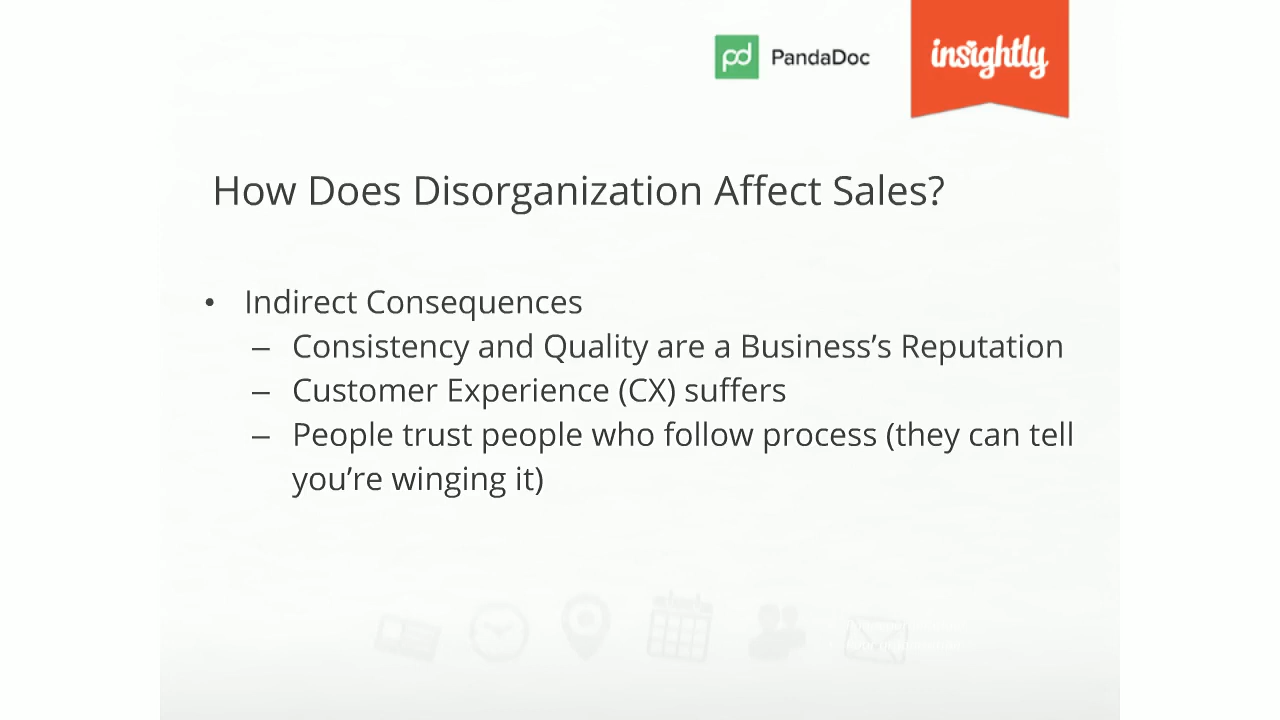 pd PandaDoc
insightly
How Does Disorganization Affect Sales?
• Indirect Consequences
– Consistency and Quality are a Business’s Reputation
– Customer Experience (CX) suffers
– People trust people who follow process (they can tell
you’re winging it)